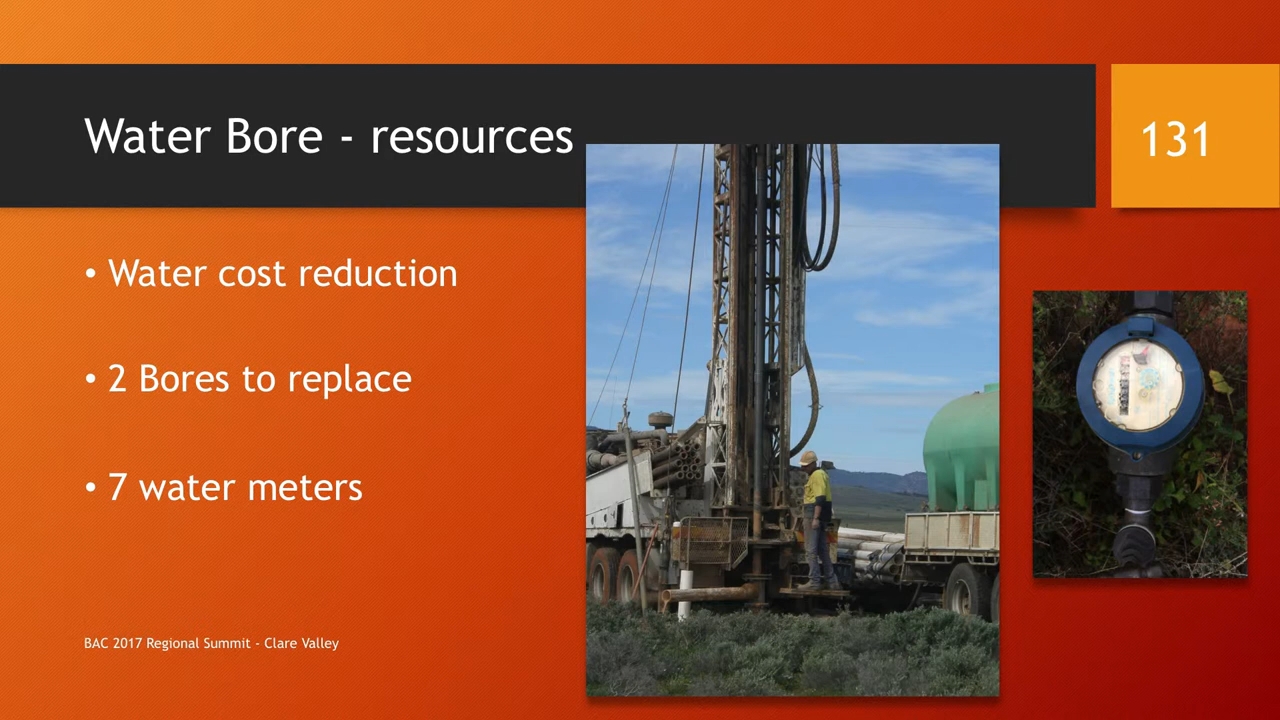 Water Bore - resources
131
• Water cost reduction
• 2 Bores to replace
• 7 water meters
BAC 2017 Regional Summit - Clare Valley